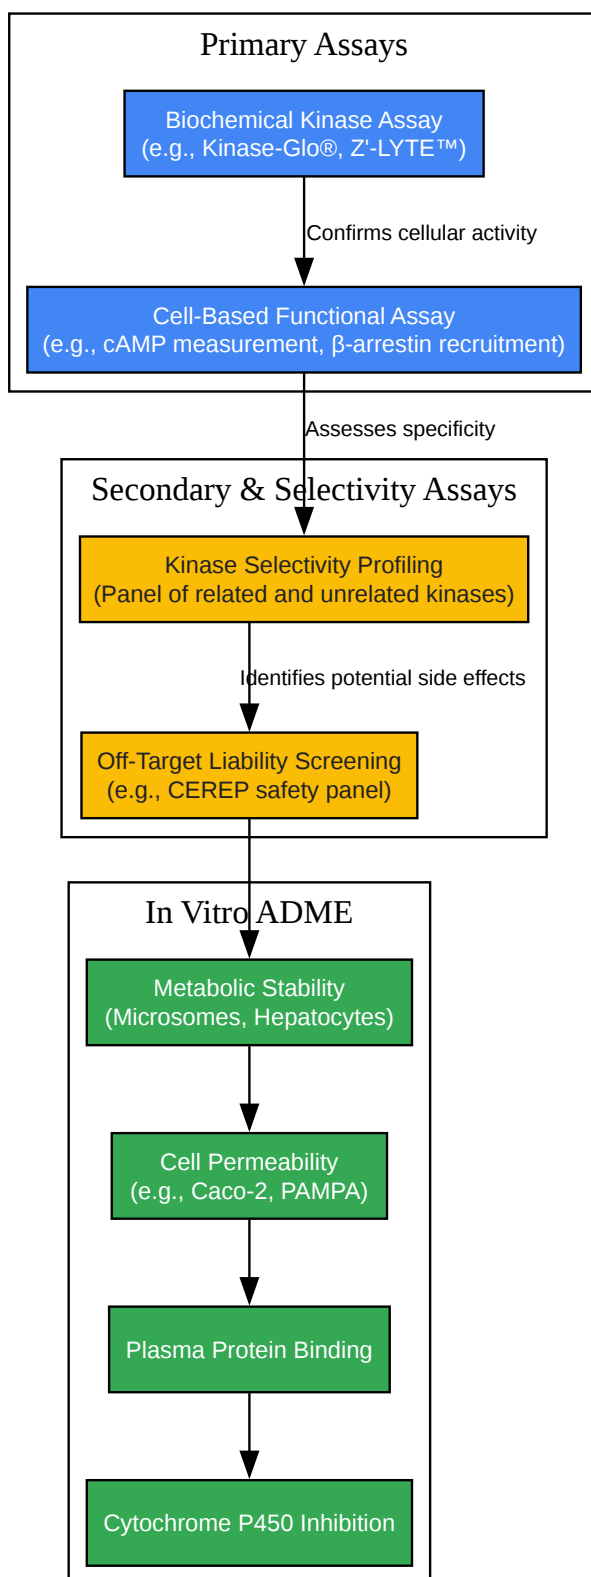 Primary Assays
Biochemical Kinase Assay
(e.g., Kinase-Glo®, Z'-LYTE™)
Confirms cellular activity
Cell-Based Functional Assay
(e.g., cAMP measurement, β-arrestin recruitment)
Assesses specificity
Secondary & Selectivity Assays
Kinase Selectivity Profiling
(Panel of related and unrelated kinases)
Identifies potential side effects
Off-Target Liability Screening
(e.g., CEREP safety panel)
In Vitro ADME
Metabolic Stability
(Microsomes, Hepatocytes)
Cell Permeability
(e.g., Caco-2, PAMPA)
Plasma Protein Binding
Cytochrome P450 Inhibition